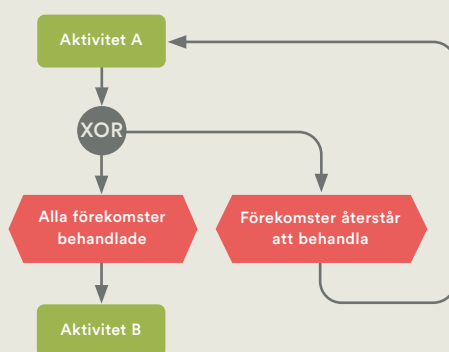 Aktivitet A
XOR
Alla förekomster
behandlade
Förekomster återstår
att behandla
Aktivitet B